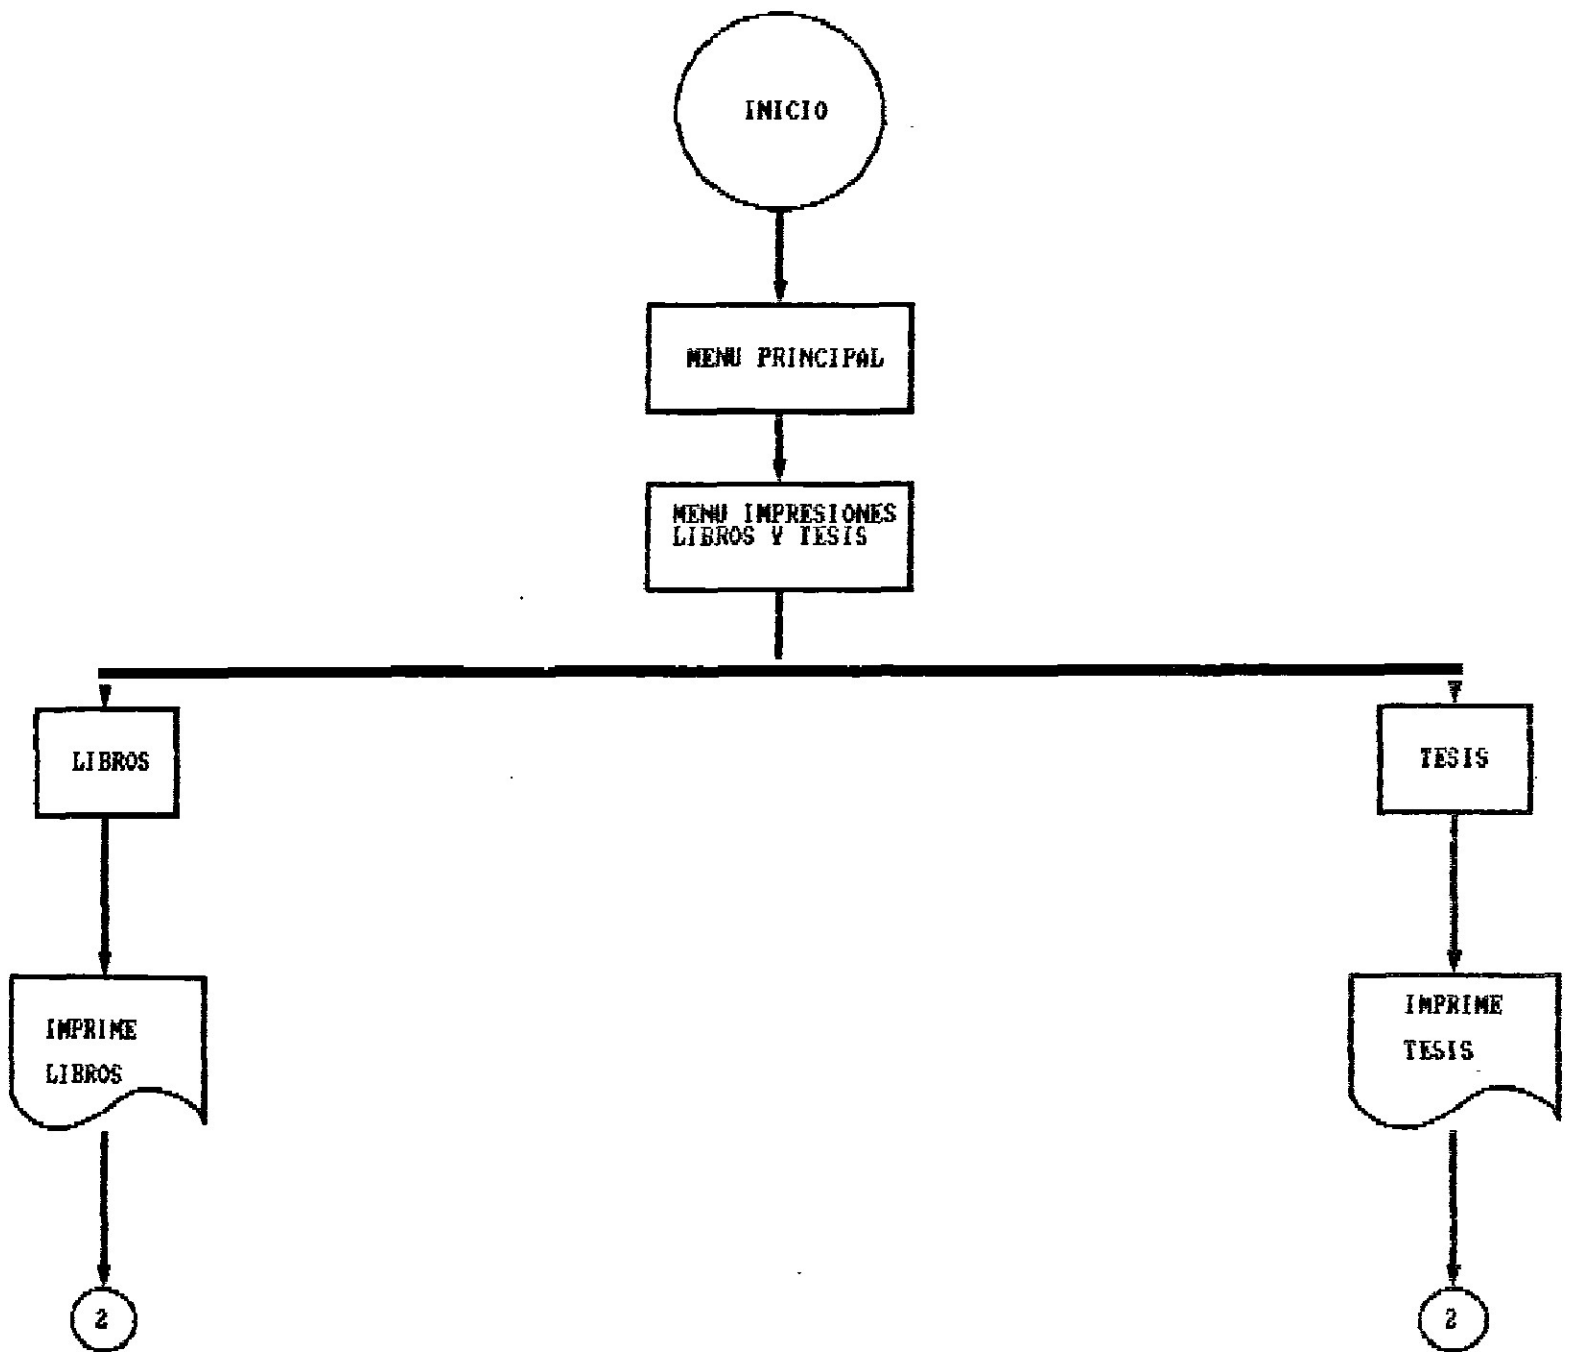 INICIO
MENU PRINCIPAL
MENU IMPRESIONES
LIBROS Y TESIS
LIBROS
TESIS
IMPRIME
LIBROS
IMPRIME
TESIS
2
2